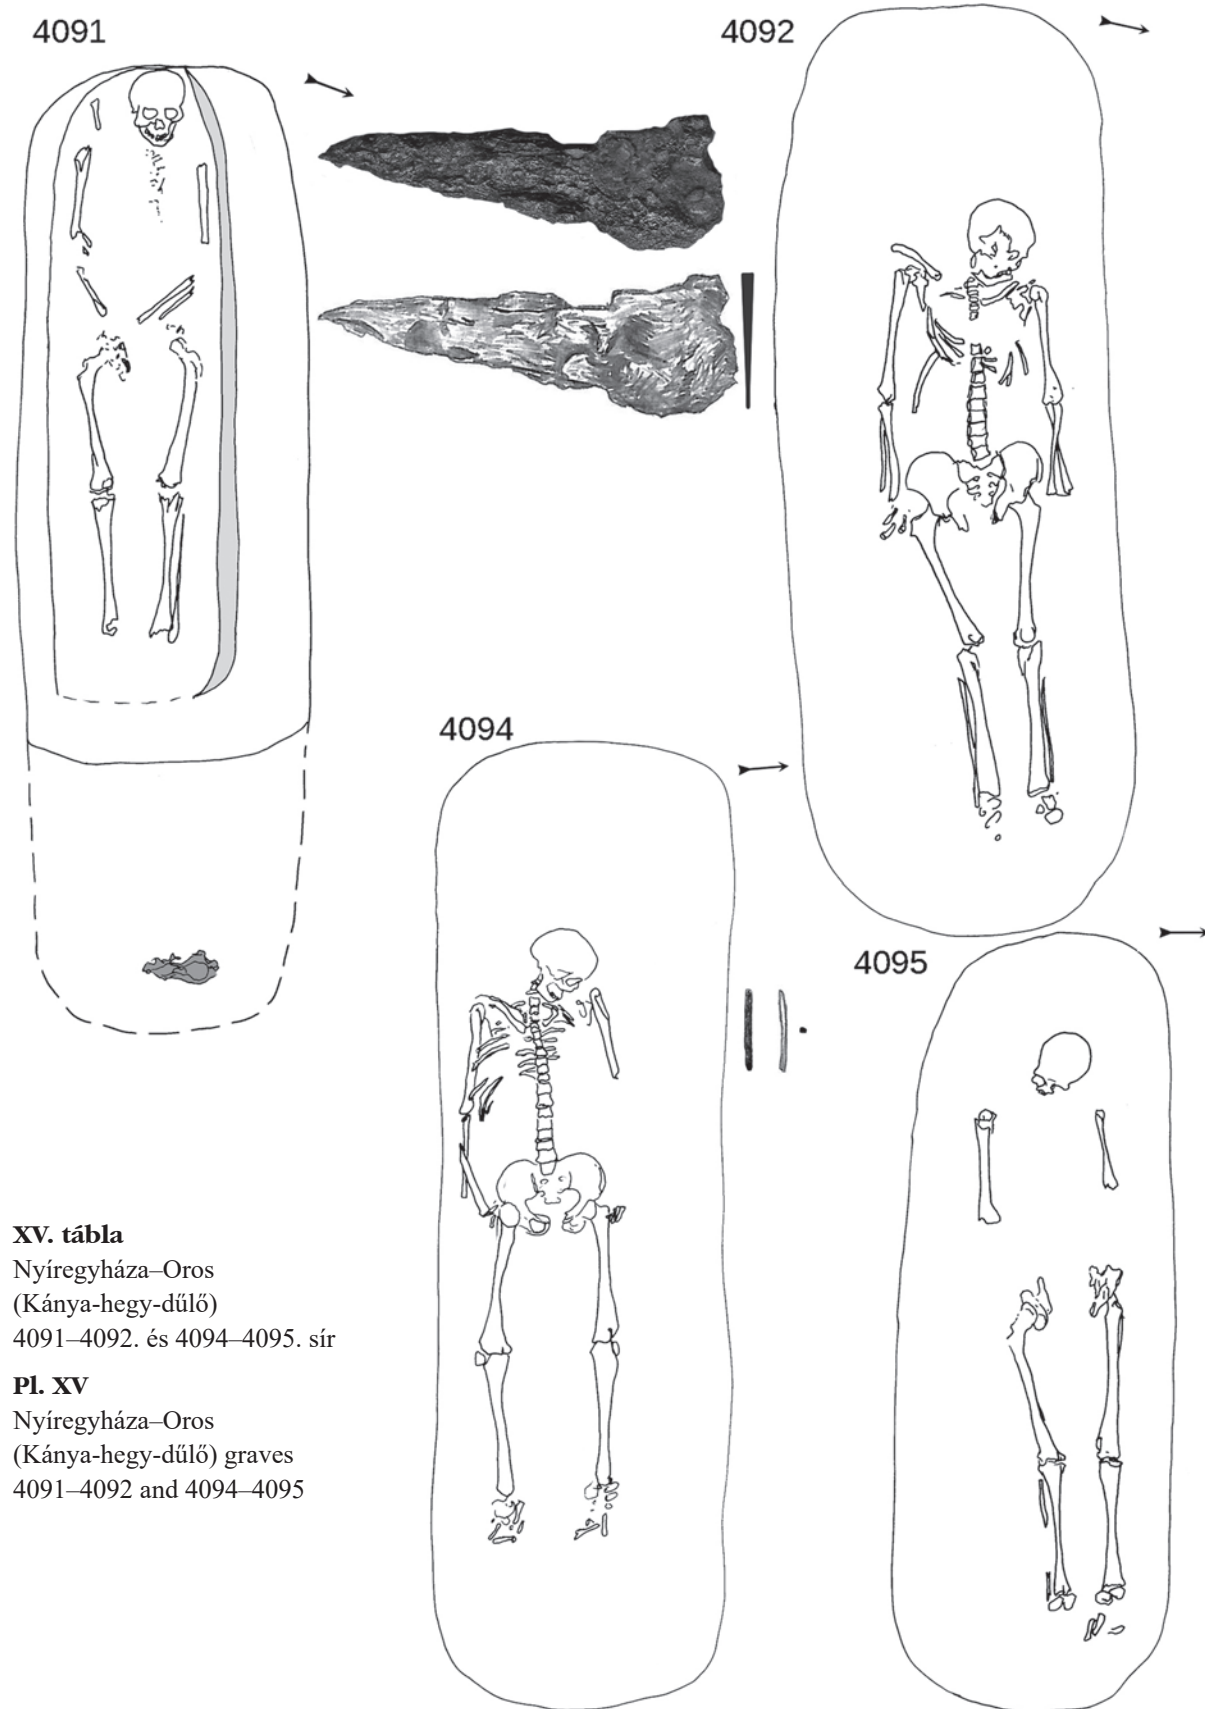 4091
4092
4094
4095
XV. tábla
Nyíregyháza–Oros
(Kánya-hegy-dűlő)
4091–4092. és 4094–4095. sír
Pl. XV
Nyíregyháza–Oros
(Kánya-hegy-dűlő) graves
4091–4092 and 4094–4095